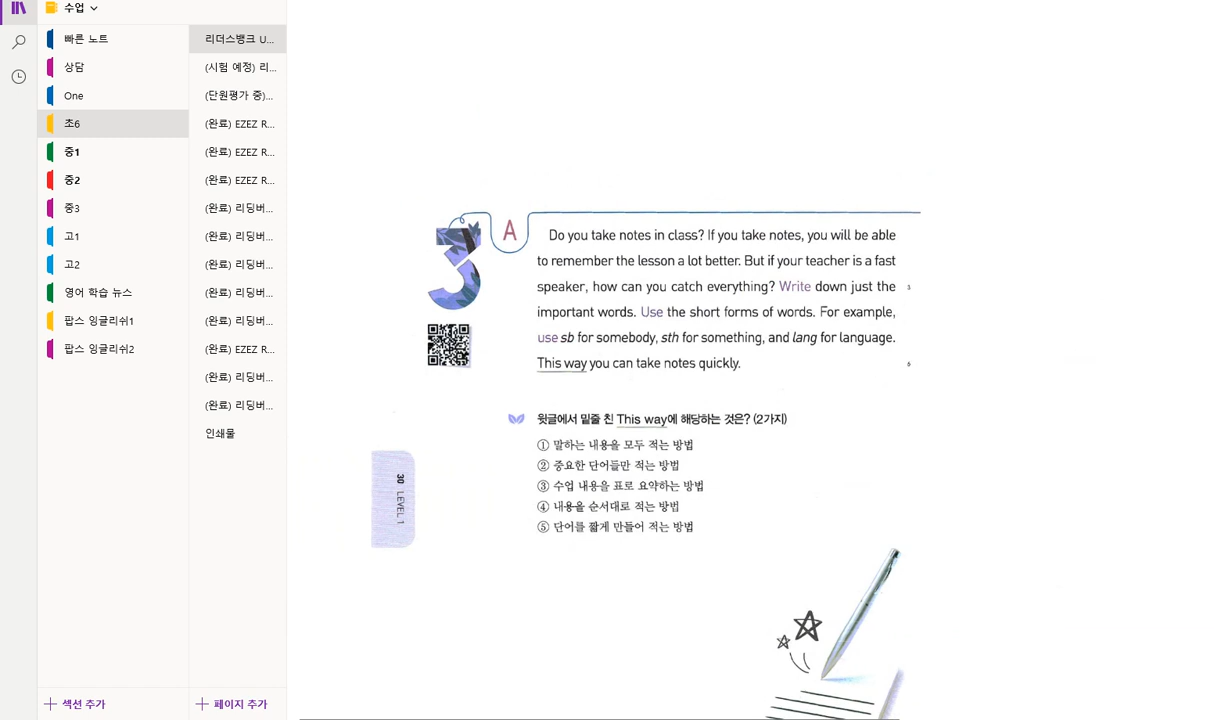 수업
빠른 노트
상담
One
초6
중1
중2
중3
고1
고2
영어 학습 뉴스
팝스 잉글리쉬1
팝스 잉글리쉬2
섹션 추가
리더스뱅크 U...
(시험 예정) 리...
(단원평가 중)...
(완료) EZEZ R...
(완료) EZEZ R...
(완료) EZEZ R...
(완료) 리딩버...
(완료) 리딩버...
(완료) 리딩버...
(완료) 리딩버...
(완료) 리딩버...
(완료) EZEZ R...
(완료) 리딩버...
(완료) 리딩버...
인쇄물
페이지 추가
3
A
Do you take notes in class? If you take notes, you will be able
to remember the lesson a lot better. But if your teacher is a fast
speaker, how can you catch everything? Write down just the
3
important words. Use the short forms of words. For example,
use sb for somebody, sth for something, and lang for language.
This way you can take notes quickly.
6
윗글에서 밑줄 친 This way에 해당하는 것은? (2가지)
① 말하는 내용을 모두 적는 방법
② 중요한 단어들만 적는 방법
③ 수업 내용을 표로 요약하는 방법
④ 내용을 순서대로 적는 방법
⑤ 단어를 짧게 만들어 적는 방법
30 LEVEL 1